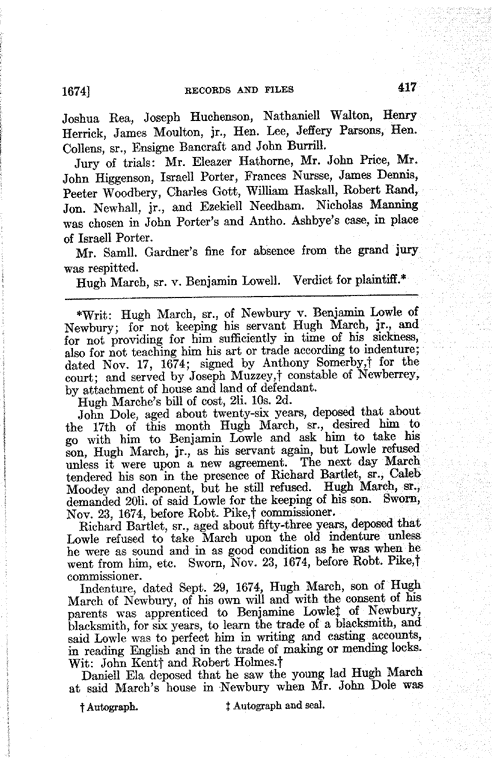 1674] RECORDS AND FILES 417
Joshua Rea, Joseph Huchenson, Nathaniell Walton, Henry
Herrick, James Moulton, jr., Hen. Lee, Jeffery Parsons, Hen.
Collens, sr., Ensigne Bancraft and John Burrill.
Jury of trials: Mr. Eleazer Hathorne, Mr. John Price, Mr.
John Higgenson, Israell Porter, Frances Nursse, James Dennis,
Peeter Woodbery, Charles Gott, William Haskall, Robert Rand,
Jon. Newhall, jr., and Ezekiell Needham. Nicholas Manning
was chosen in John Porter's and Antho. Ashbye's case, in place
of Israell Porter.
Mr. Samll. Gardner's fine for absence from the grand jury
was respitted.
Hugh March, sr. v. Benjamin Lowell. Verdict for plaintiff.*
*Writ: Hugh March, sr., of Newbury v. Benjamin Lowle of
Newbury; for not keeping his servant Hugh March, jr., and
for not providing for him sufficiently in time of his sickness,
also for not teaching him his art or trade according to indenture;
dated Nov. 17, 1674; signed by Anthony Somerby,† for the
court; and served by Joseph Muzzey,† constable of Newberrey,
by attachment of house and land of defendant.
Hugh Marche's bill of cost, 2li. 10s. 2d.
John Dole, aged about twenty-six years, deposed that about
the 17th of this month Hugh March, sr., desired him to
go with him to Benjamin Lowle and ask him to take his
son, Hugh March, jr., as his servant again, but Lowle refused
unless it were upon a new agreement. The next day March
tendered his son in the presence of Richard Bartlet, sr., Caleb
Moodey and deponent, but he still refused. Hugh March, sr.,
demanded 20li. of said Lowle for the keeping of his son. Sworn,
Nov. 23, 1674, before Robt. Pike,† commissioner.
Richard Bartlet, sr., aged about fifty-three years, deposed that
Lowle refused to take March upon the old indenture unless
he were as sound and in as good condition as he was when he
went from him, etc. Sworn, Nov. 23, 1674, before Robt. Pike,†
commissioner.
Indenture, dated Sept. 29, 1674, Hugh March, son of Hugh
March of Newbury, of his own will and with the consent of his
parents was apprenticed to Benjamine Lowle‡ of Newbury,
blacksmith, for six years, to learn the trade of a blacksmith, and
said Lowle was to perfect him in writing and casting accounts,
in reading English and in the trade of making or mending locks.
Wit: John Kent† and Robert Holmes.†
Daniell Ela deposed that he saw the young lad Hugh March
at said March's house in Newbury when Mr. John Dole was
† Autograph. ‡ Autograph and seal.